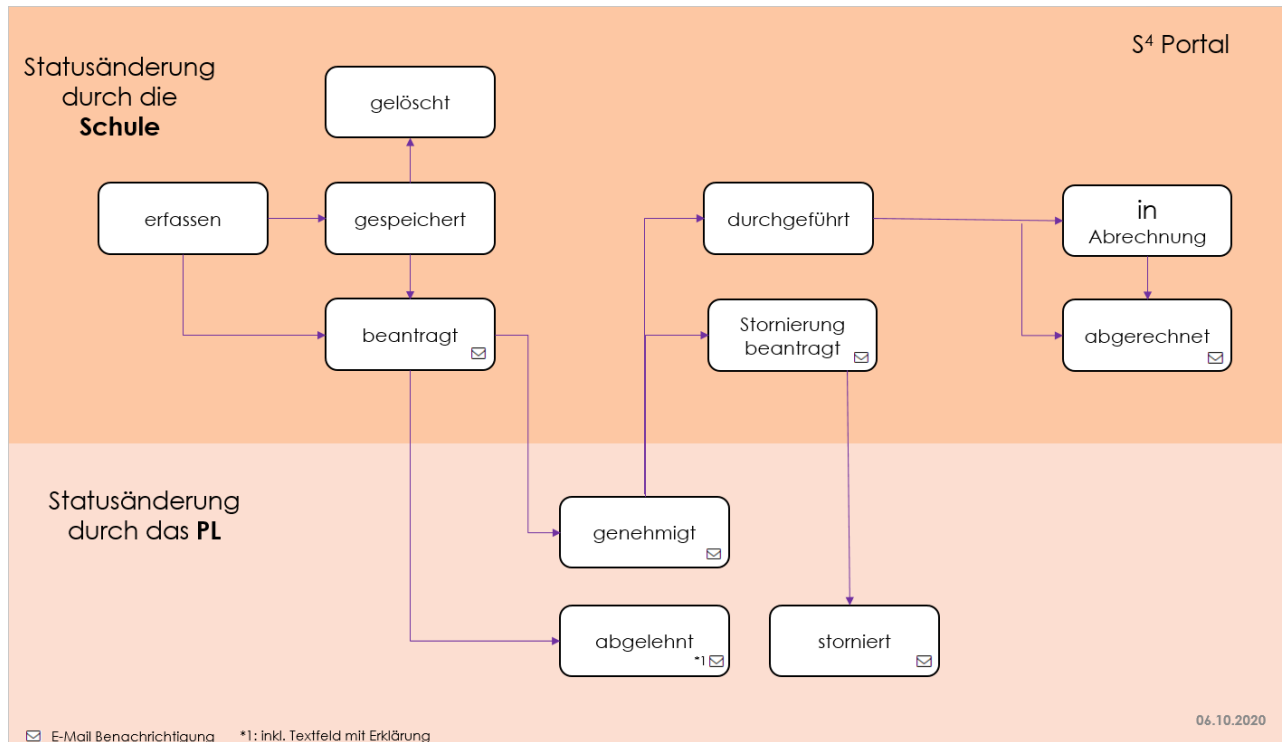 S⁴ Portal
Statusänderung
durch die
Schule
gelöscht
erfassen
gespeichert
durchgeführt
in
Abrechnung
beantragt
Stornierung
beantragt
abgerechnet
Statusänderung
durch das PL
genehmigt
abgelehnt
*1
storniert
06.10.2020
E-Mail Benachrichtigung *1: inkl. Textfeld mit Erklärung